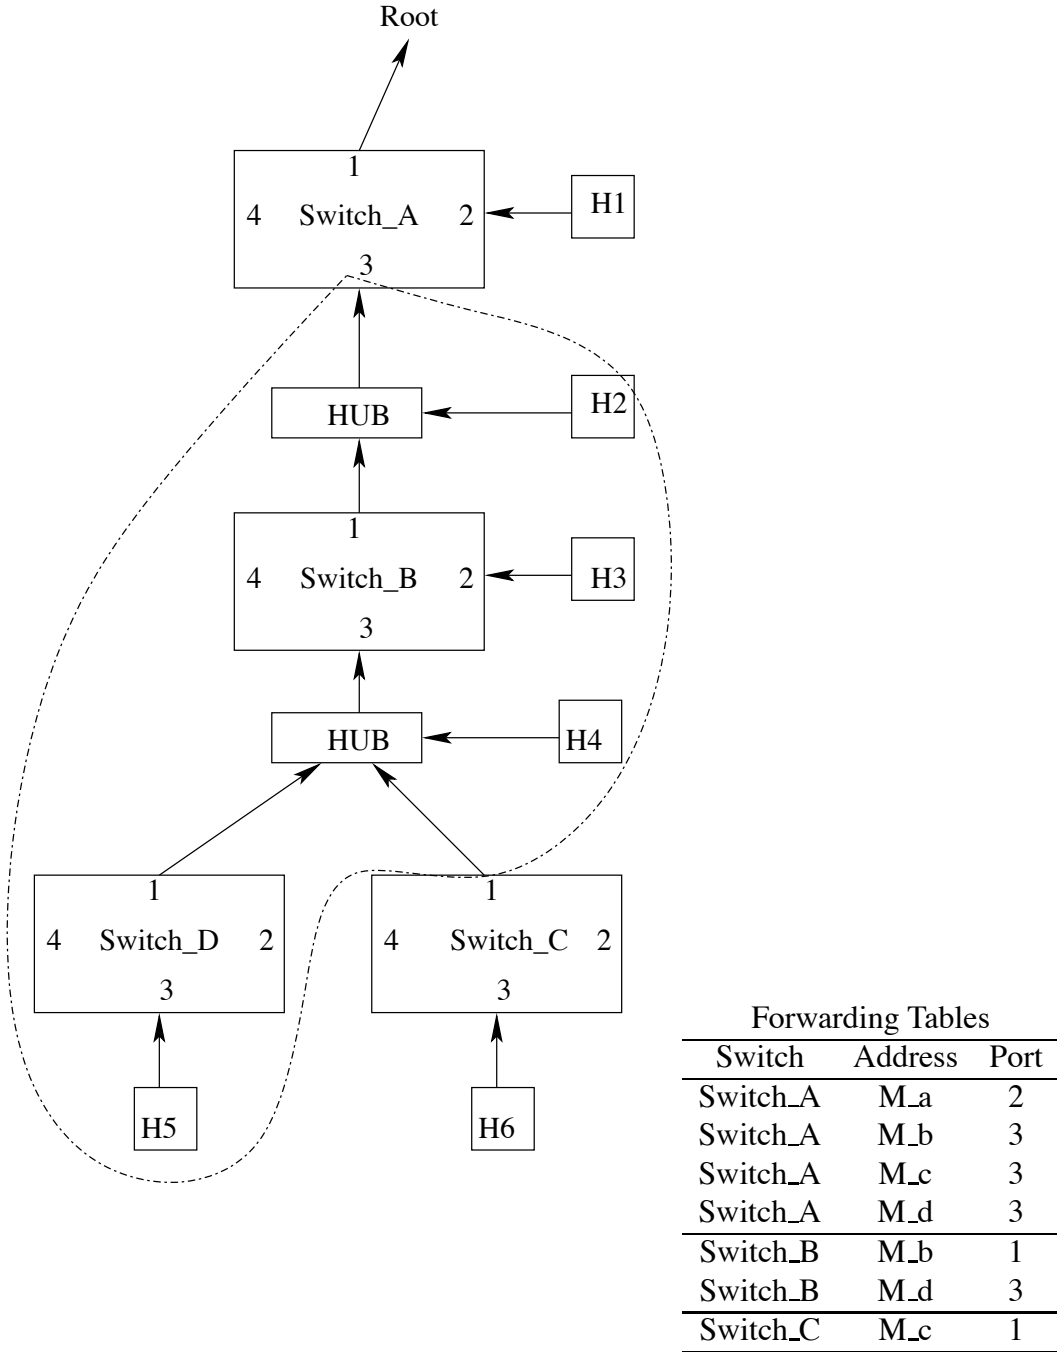 Root
1
4 Switch_A 2
H1
3
HUB
H2
1
4 Switch_B 2
H3
3
HUB
H4
1
4 Switch_D 2
3
1
4 Switch_C 2
3
H5
H6
Forwarding Tables
Switch Address Port
Switch_A M_a 2
Switch_A M_b 3
Switch_A M_c 3
Switch_A M_d 3
Switch_B M_b 1
Switch_B M_d 3
Switch_C M_c 1